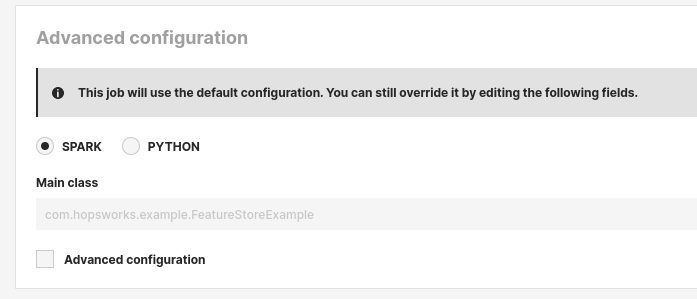 Advanced configuration
This job will use the default configuration. You can still override it by editing the following fields.
SPARK PYTHON
Main class
com.hopsworks.example.FeatureStoreExample
Advanced configuration